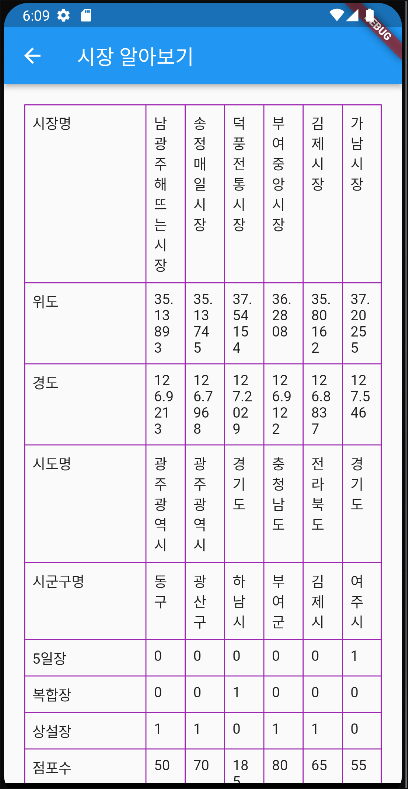 6:09
DEBUG
시장 알아보기
시장명 남광주해뜨는시장 송정매일시장 덕풍전통시장 부여중앙시장 김제시장 가남시장
위도 35.13893 35.13745 37.54154 36.2808 35.80162 37.20255
경도 126.9213 126.7968 127.2029 126.9122 126.8837 127.546
시도명 광주광역시 광주광역시 경기도 충청남도 전라북도 경기도
시군구명 동구 광산구 하남시 부여군 김제시 여주시
5일장 0 0 0 0 0 1
복합장 0 0 1 0 0 0
상설장 1 1 0 1 1 0
점포수 50 70 185 80 65 55